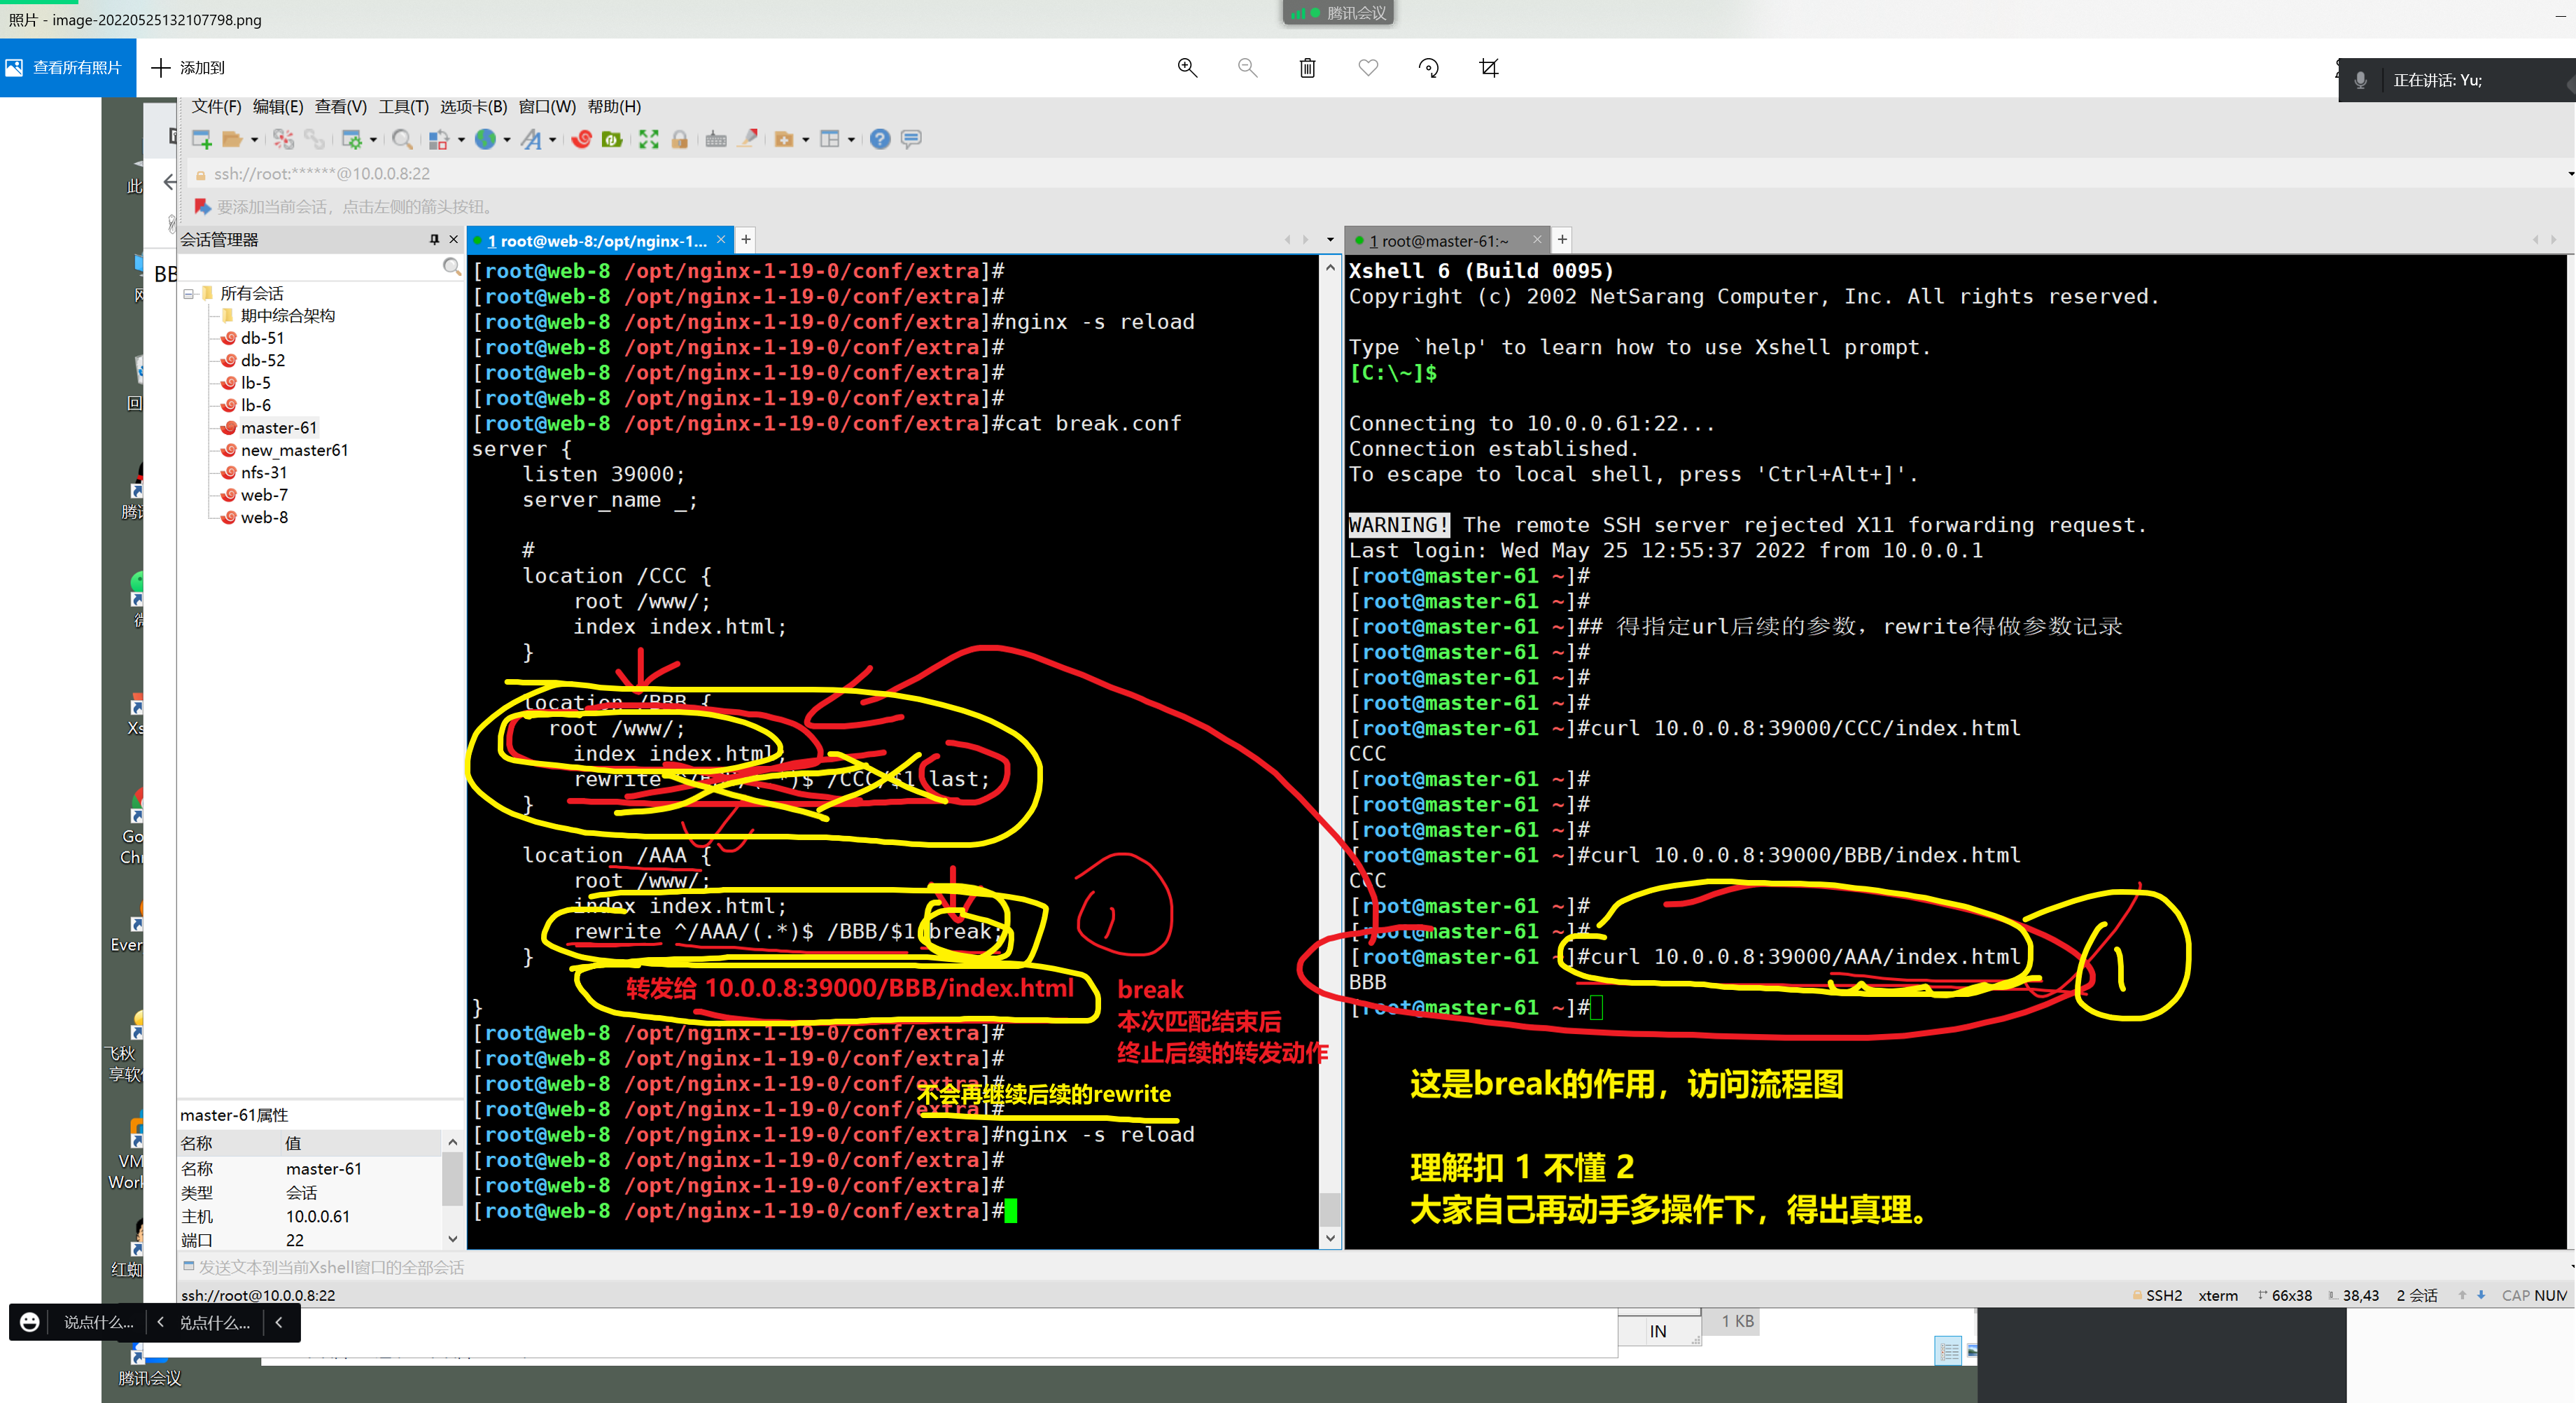 照片 - image-20220525132107798.png
腾讯会议
查看所有照片
添加到
正在讲话: Yu;
文件(F) 编辑(E) 查看(V) 工具(T) 选项卡(B) 窗口(W) 帮助(H)
ssh://root:******@10.0.0.8:22
要添加当前会话，点击左侧的箭头按钮。
会话管理器
所有会话
期中综合架构
db-51
db-52
lb-5
lb-6
master-61
new_master61
nfs-31
web-7
web-8
master-61属性
名称 值
名称 master-61
类型 会话
主机 10.0.0.61
端口 22
1 root@web-8:/opt/nginx-1...
[root@web-8 /opt/nginx-1-19-0/conf/extra]#
[root@web-8 /opt/nginx-1-19-0/conf/extra]#
[root@web-8 /opt/nginx-1-19-0/conf/extra]#nginx -s reload
[root@web-8 /opt/nginx-1-19-0/conf/extra]#
[root@web-8 /opt/nginx-1-19-0/conf/extra]#
[root@web-8 /opt/nginx-1-19-0/conf/extra]#
[root@web-8 /opt/nginx-1-19-0/conf/extra]#cat break.conf
server {
listen 39000;
server_name _;
#
location /CCC {
root /www/;
index index.html;
}
location /BBB {
root /www/;
index index.html;
rewrite /CCC/$1 last;
}
location /AAA {
root /www/;
index index.html;
rewrite ^/AAA/(.*)$ /BBB/$1 break;
}
转发给 10.0.0.8:39000/BBB/index.html
}
break
本次匹配结束后
终止后续的转发动作
[root@web-8 /opt/nginx-1-19-0/conf/extra]#
[root@web-8 /opt/nginx-1-19-0/conf/extra]#
[root@web-8 /opt/nginx-1-19-0/conf/extra]#
不会再继续后续的rewrite
[root@web-8 /opt/nginx-1-19-0/conf/extra]#
[root@web-8 /opt/nginx-1-19-0/conf/extra]#nginx -s reload
[root@web-8 /opt/nginx-1-19-0/conf/extra]#
[root@web-8 /opt/nginx-1-19-0/conf/extra]#
[root@web-8 /opt/nginx-1-19-0/conf/extra]#
1 root@master-61:~
Xshell 6 (Build 0095)
Copyright (c) 2002 NetSarang Computer, Inc. All rights reserved.
Type `help' to learn how to use Xshell prompt.
[C:\~]$
Connecting to 10.0.0.61:22...
Connection established.
To escape to local shell, press 'Ctrl+Alt+]'.
WARNING! The remote SSH server rejected X11 forwarding request.
Last login: Wed May 25 12:55:37 2022 from 10.0.0.1
[root@master-61 ~]#
[root@master-61 ~]#
[root@master-61 ~]## 得指定url后续的参数，rewrite得做参数记录
[root@master-61 ~]#
[root@master-61 ~]#
[root@master-61 ~]#
[root@master-61 ~]#curl 10.0.0.8:39000/CCC/index.html
CCC
[root@master-61 ~]#
[root@master-61 ~]#
[root@master-61 ~]#
[root@master-61 ~]#curl 10.0.0.8:39000/BBB/index.html
CCC
[root@master-61 ~]#
[root@master-61 ~]#
[root@master-61 ~]#curl 10.0.0.8:39000/AAA/index.html
BBB
[root@master-61 ~]#
1
1
这是break的作用，访问流程图
理解扣 1 不懂 2
大家自己再动手多操作下，得出真理。
发送文本到当前Xshell窗口的全部会话
ssh://root@10.0.0.8:22
SSH2 xterm 66x38 38,43 2 会话 CAP NUM
说点什么...
说点什么...
IN
1 KB
腾讯会议